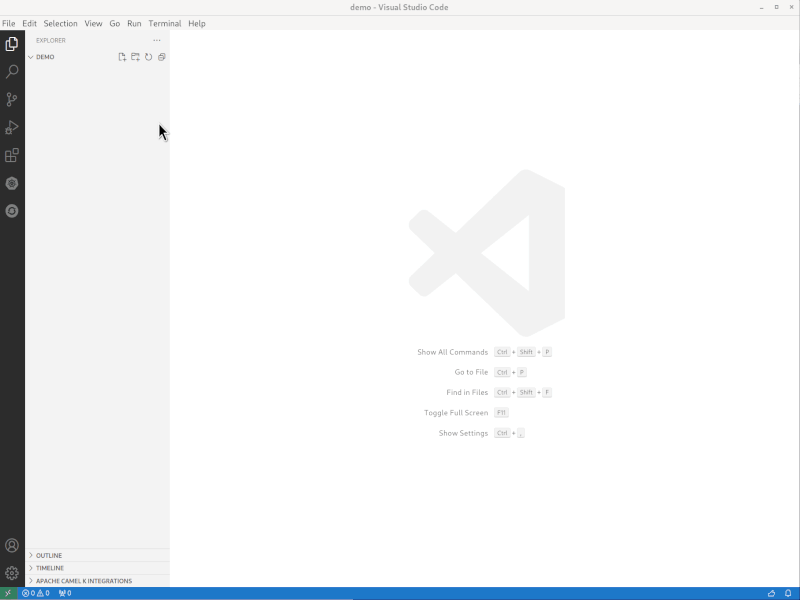 demo - Visual Studio Code
File Edit Selection View Go Run Terminal Help
EXPLORER
DEMO
Show All Commands Ctrl + Shift + P
Go to File Ctrl + P
Find in Files Ctrl + Shift + F
Toggle Full Screen F11
Show Settings Ctrl + ,
OUTLINE
TIMELINE
APACHE CAMEL K INTEGRATIONS
0 0 0